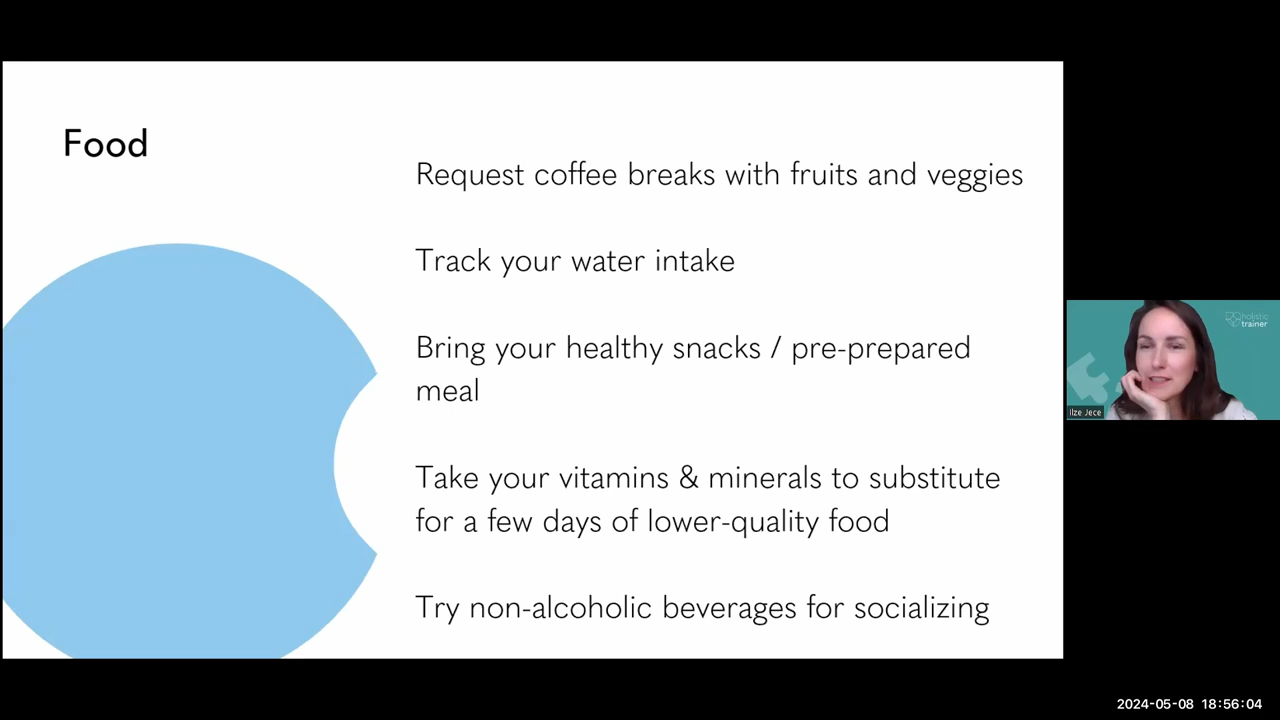 Food
Request coffee breaks with fruits and veggies
Track your water intake
Bring your healthy snacks / pre-prepared
meal
Take your vitamins & minerals to substitute
for a few days of lower-quality food
Try non-alcoholic beverages for socializing
holistic
trainer
Ilze Jece
2024-05-08 18:56:04